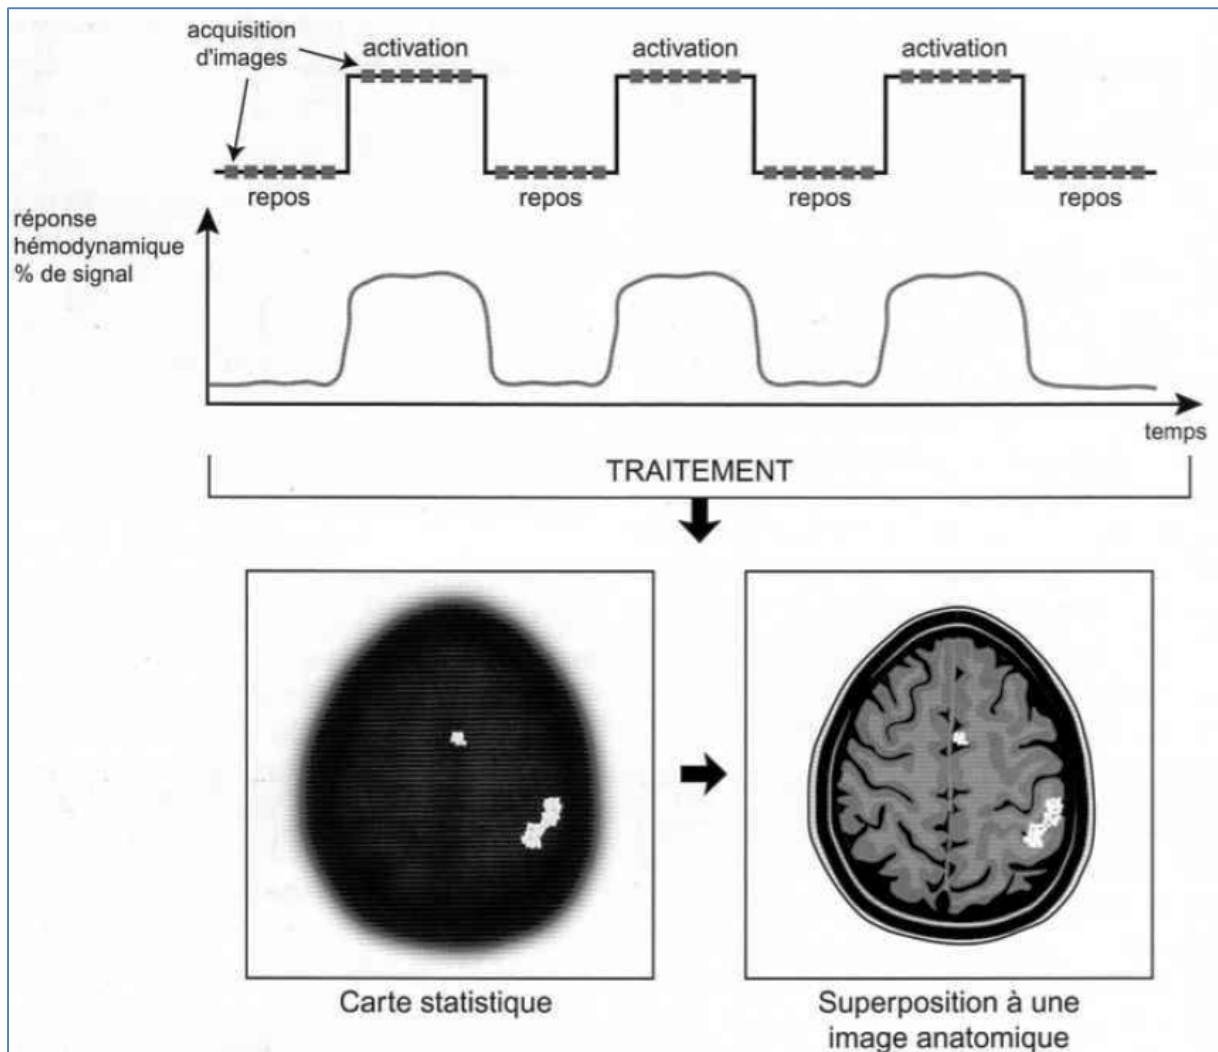 acquisition
d'images
activation
activation
activation
repos
repos
repos
repos
réponse
hémodynamique
% de signal
temps
TRAITEMENT
Carte statistique
Superposition à une
image anatomique